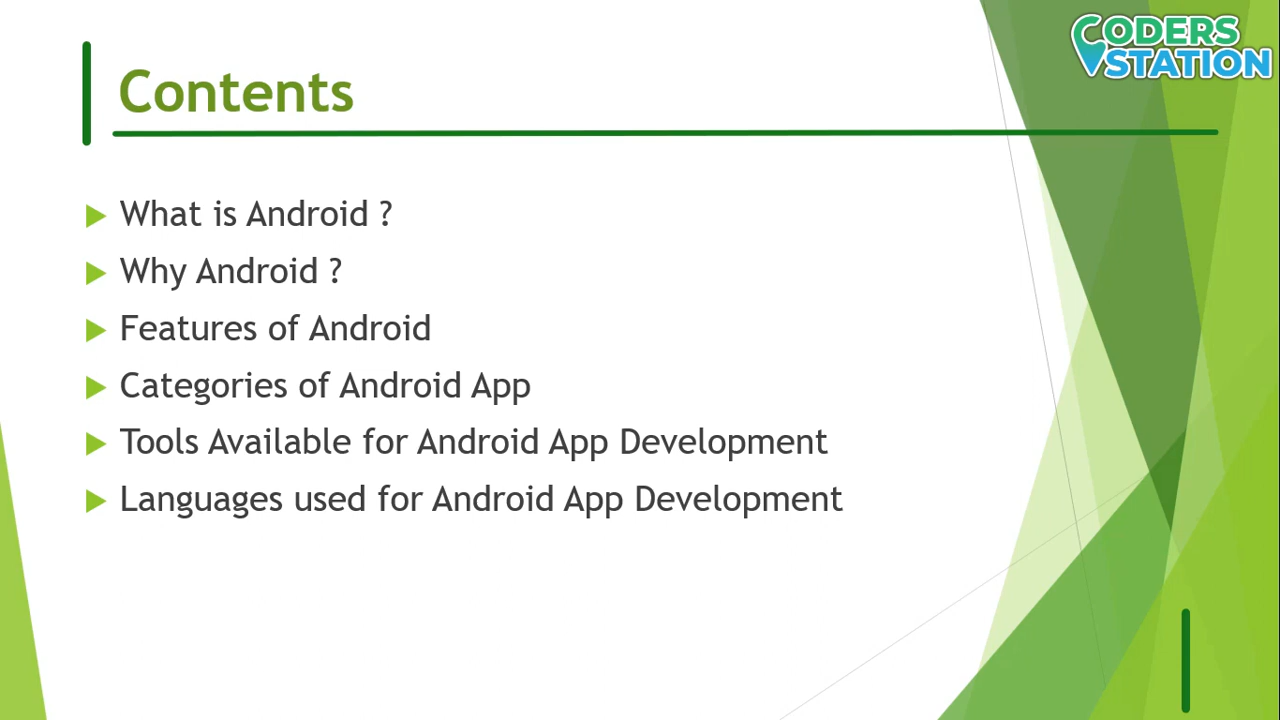 CODERS
STATION
Contents
What is Android ?
Why Android ?
Features of Android
Categories of Android App
Tools Available for Android App Development
Languages used for Android App Development